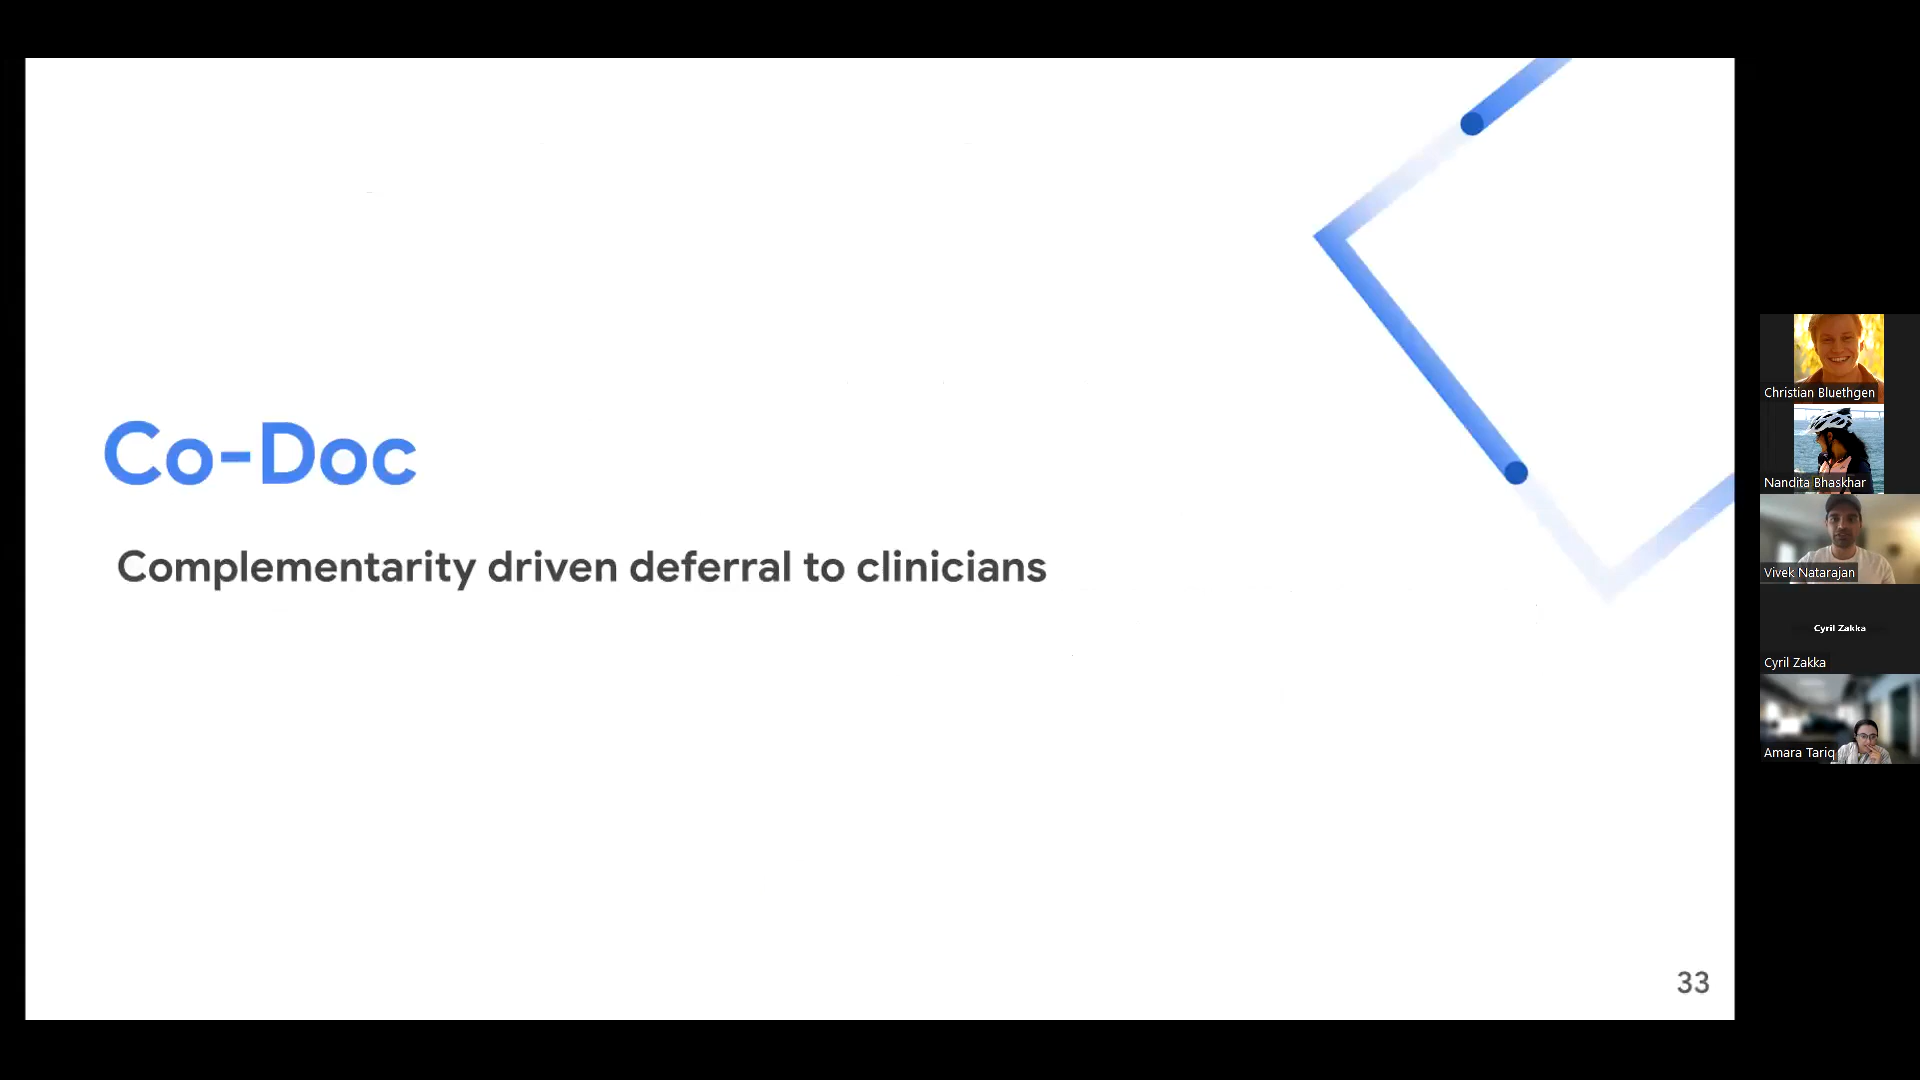 Co-Doc
Complementarity driven deferral to clinicians
33
Christian Bluethgen
Nandita Bhaskhar
Vivek Natarajan
Cyril Zakka
Cyril Zakka
Amara Tariq